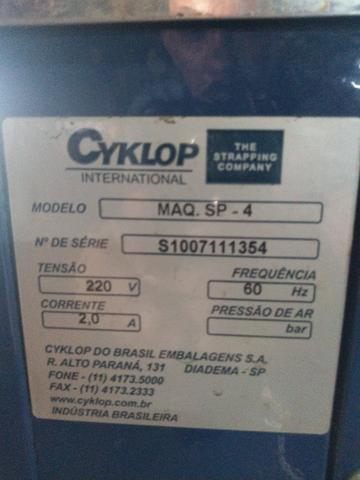 CYKLOP
INTERNATIONAL
THE
STRAPPING
COMPANY
MODELO MAQ. SP - 4
Nº DE SÉRIE S1007111354
TENSÃO
220 V
FREQUÊNCIA
60 Hz
CORRENTE
2,0 A
PRESSÃO DE AR
bar
CYKLOP DO BRASIL EMBALAGENS S.A.
R. ALTO PARANÁ, 131 DIADEMA - SP
FONE - (11) 4173.5000
FAX - (11) 4173.2333
www.cyklop.com.br
INDÚSTRIA BRASILEIRA